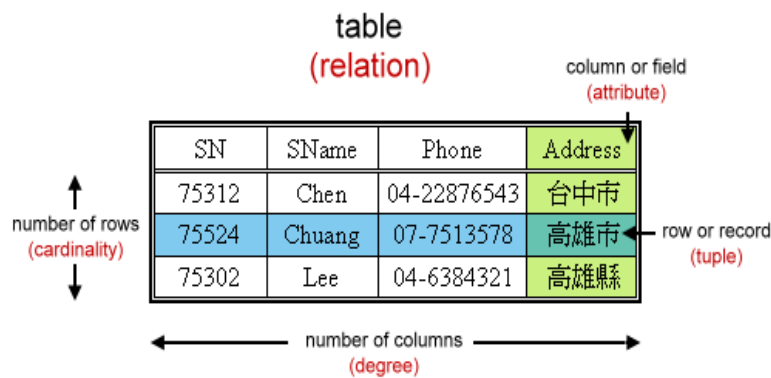 table
(relation)
column or field
(attribute)
SN SName Phone Address
75312 Chen 04-22876543 台中市
number of rows
(cardinality)
75524 Chuang 07-7513578 高雄市
row or record
(tuple)
75302 Lee 04-6384321 高雄縣
number of columns
(degree)